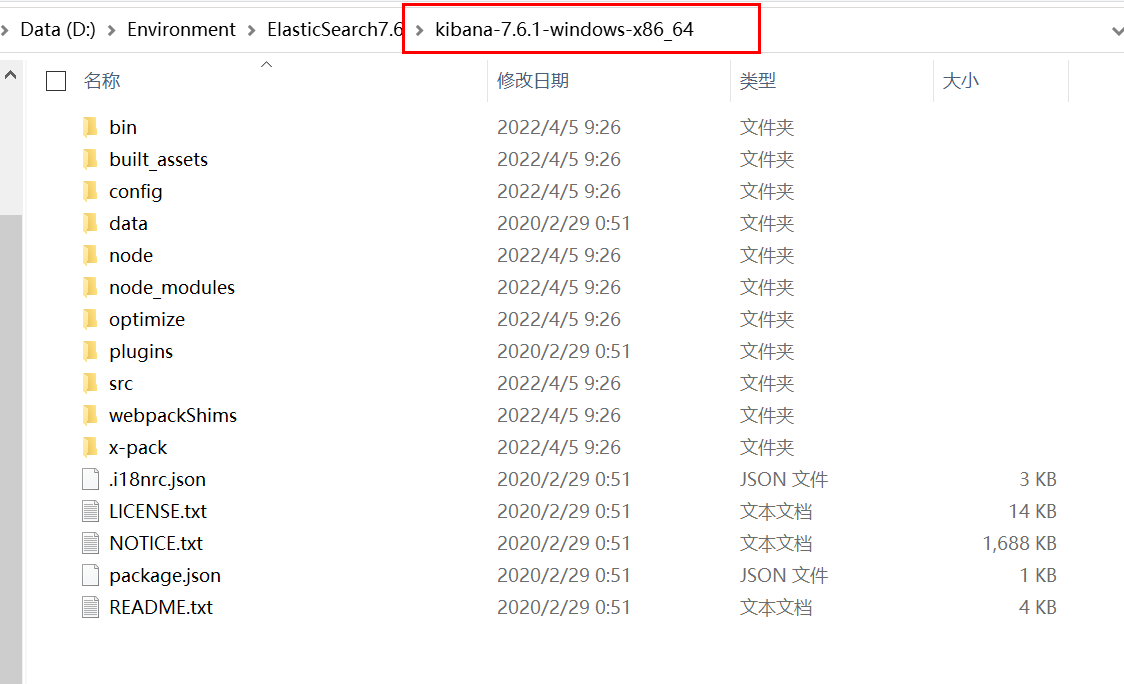 Data (D:) Environment ElasticSearch7.6 kibana-7.6.1-windows-x86_64
名称 修改日期 类型 大小
bin 2022/4/5 9:26 文件夹
built_assets 2022/4/5 9:26 文件夹
config 2022/4/5 9:26 文件夹
data 2020/2/29 0:51 文件夹
node 2022/4/5 9:26 文件夹
node_modules 2022/4/5 9:26 文件夹
optimize 2022/4/5 9:26 文件夹
plugins 2020/2/29 0:51 文件夹
src 2022/4/5 9:26 文件夹
webpackShims 2022/4/5 9:26 文件夹
x-pack 2022/4/5 9:26 文件夹
.i18nrc.json 2020/2/29 0:51 JSON 文件 3 KB
LICENSE.txt 2020/2/29 0:51 文本文档 14 KB
NOTICE.txt 2020/2/29 0:51 文本文档 1,688 KB
package.json 2020/2/29 0:51 JSON 文件 1 KB
README.txt 2020/2/29 0:51 文本文档 4 KB